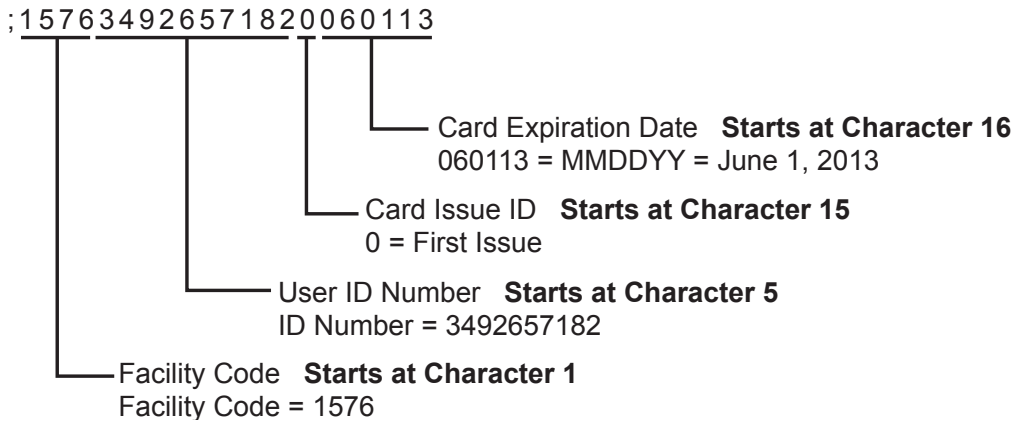 ;157634926571820060113
Card Expiration Date Starts at Character 16
060113 = MMDDYY = June 1, 2013
Card Issue ID Starts at Character 15
0 = First Issue
User ID Number Starts at Character 5
ID Number = 3492657182
Facility Code Starts at Character 1
Facility Code = 1576